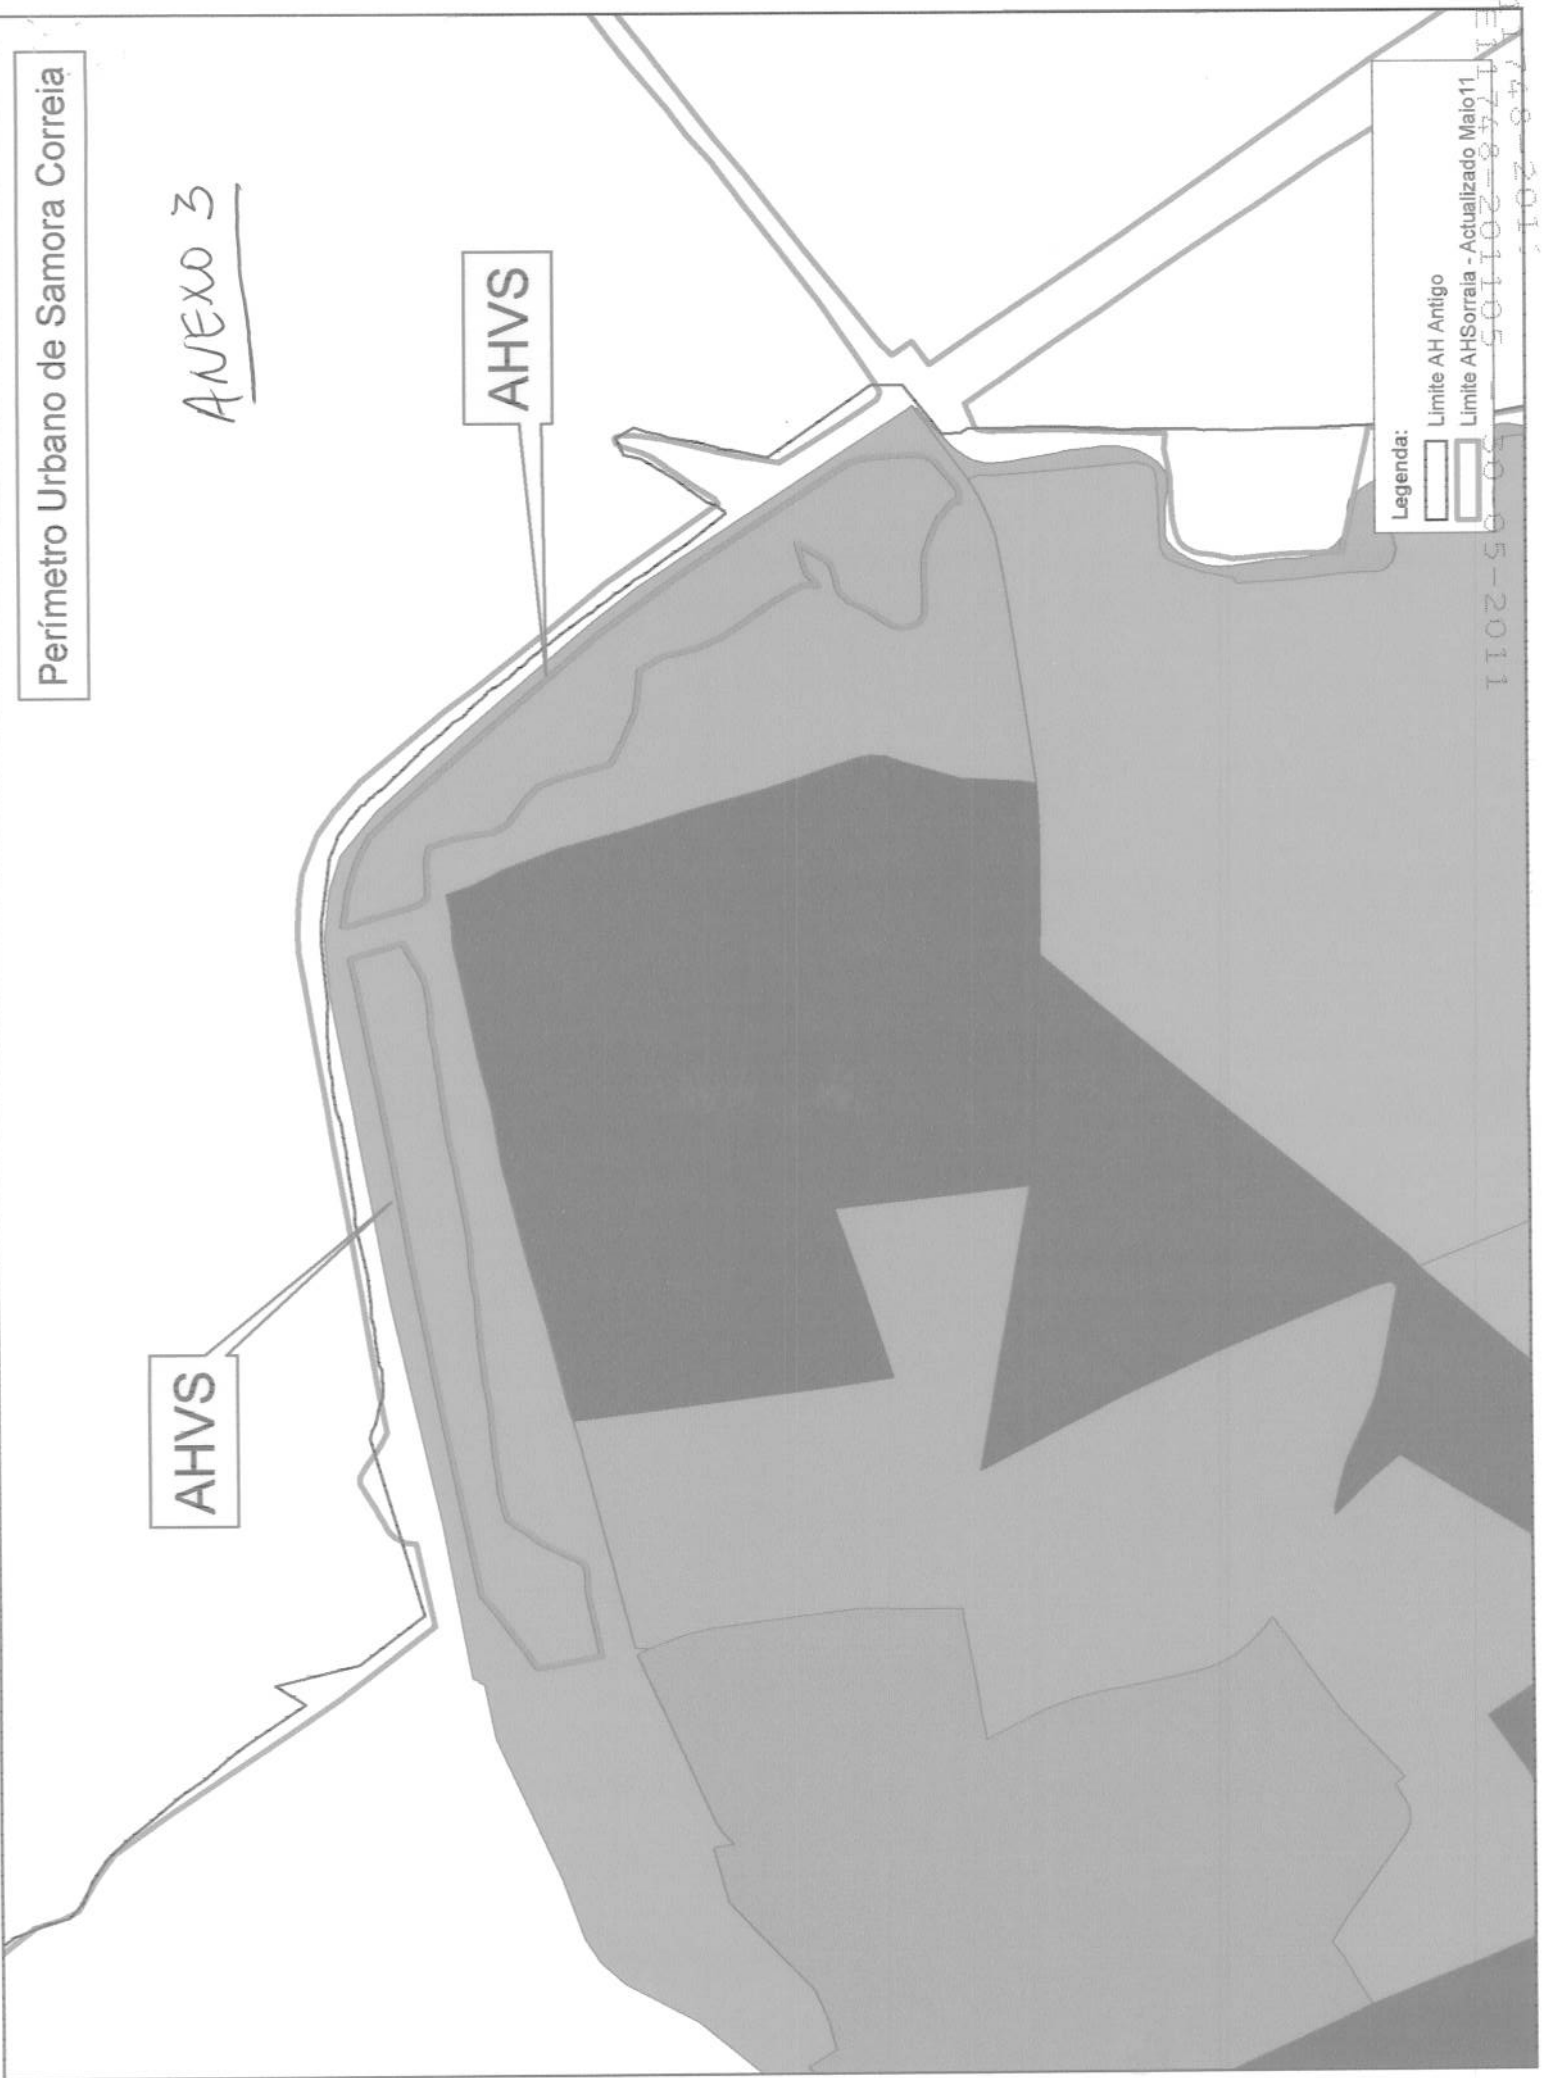 Perímetro Urbano de Samora Correia
ANEXO 3
AHVS
AHVS
Legenda:
Limite AH Antigo
Limite AHSorraia - Actualizado Maio11
E11748-201105 - 30-05-2011